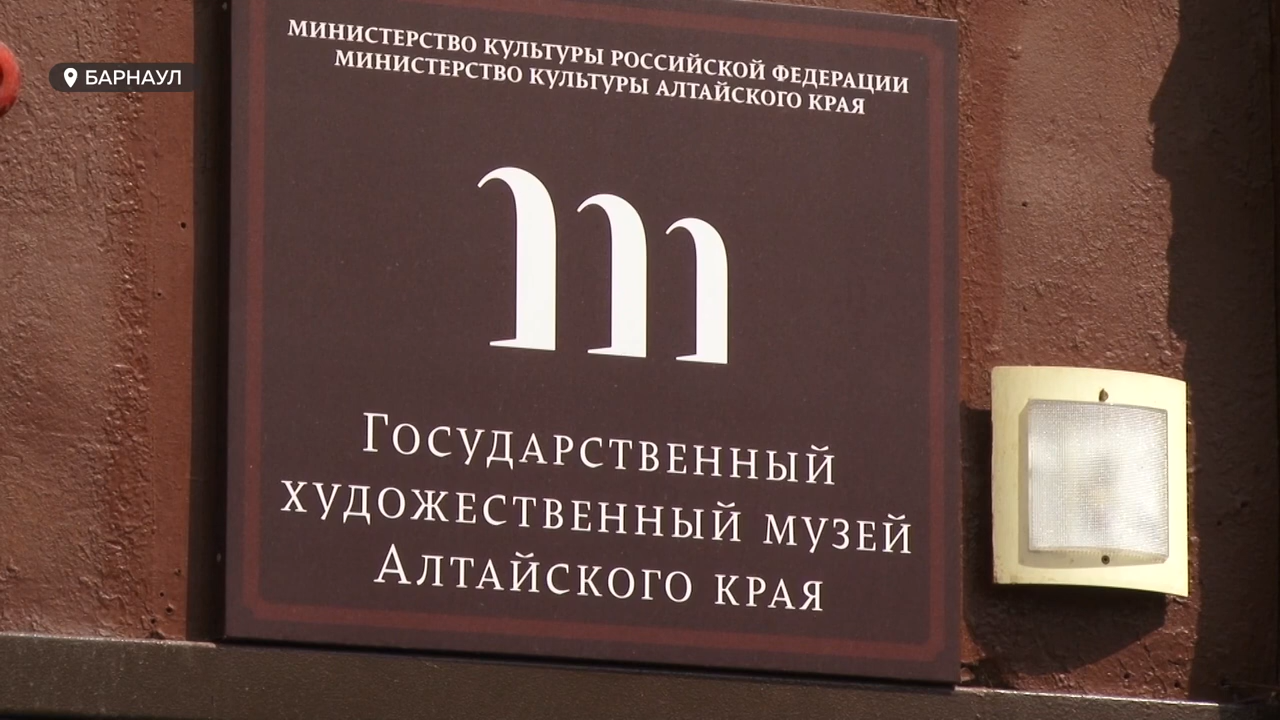 БАРНАУЛ
МИНИСТЕРСТВО КУЛЬТУРЫ РОССИЙСКОЙ ФЕДЕРАЦИИ
МИНИСТЕРСТВО КУЛЬТУРЫ АЛТАЙСКОГО КРАЯ
m
ГОСУДАРСТВЕННЫЙ
ХУДОЖЕСТВЕННЫЙ МУЗЕЙ
АЛТАЙСКОГО КРАЯ